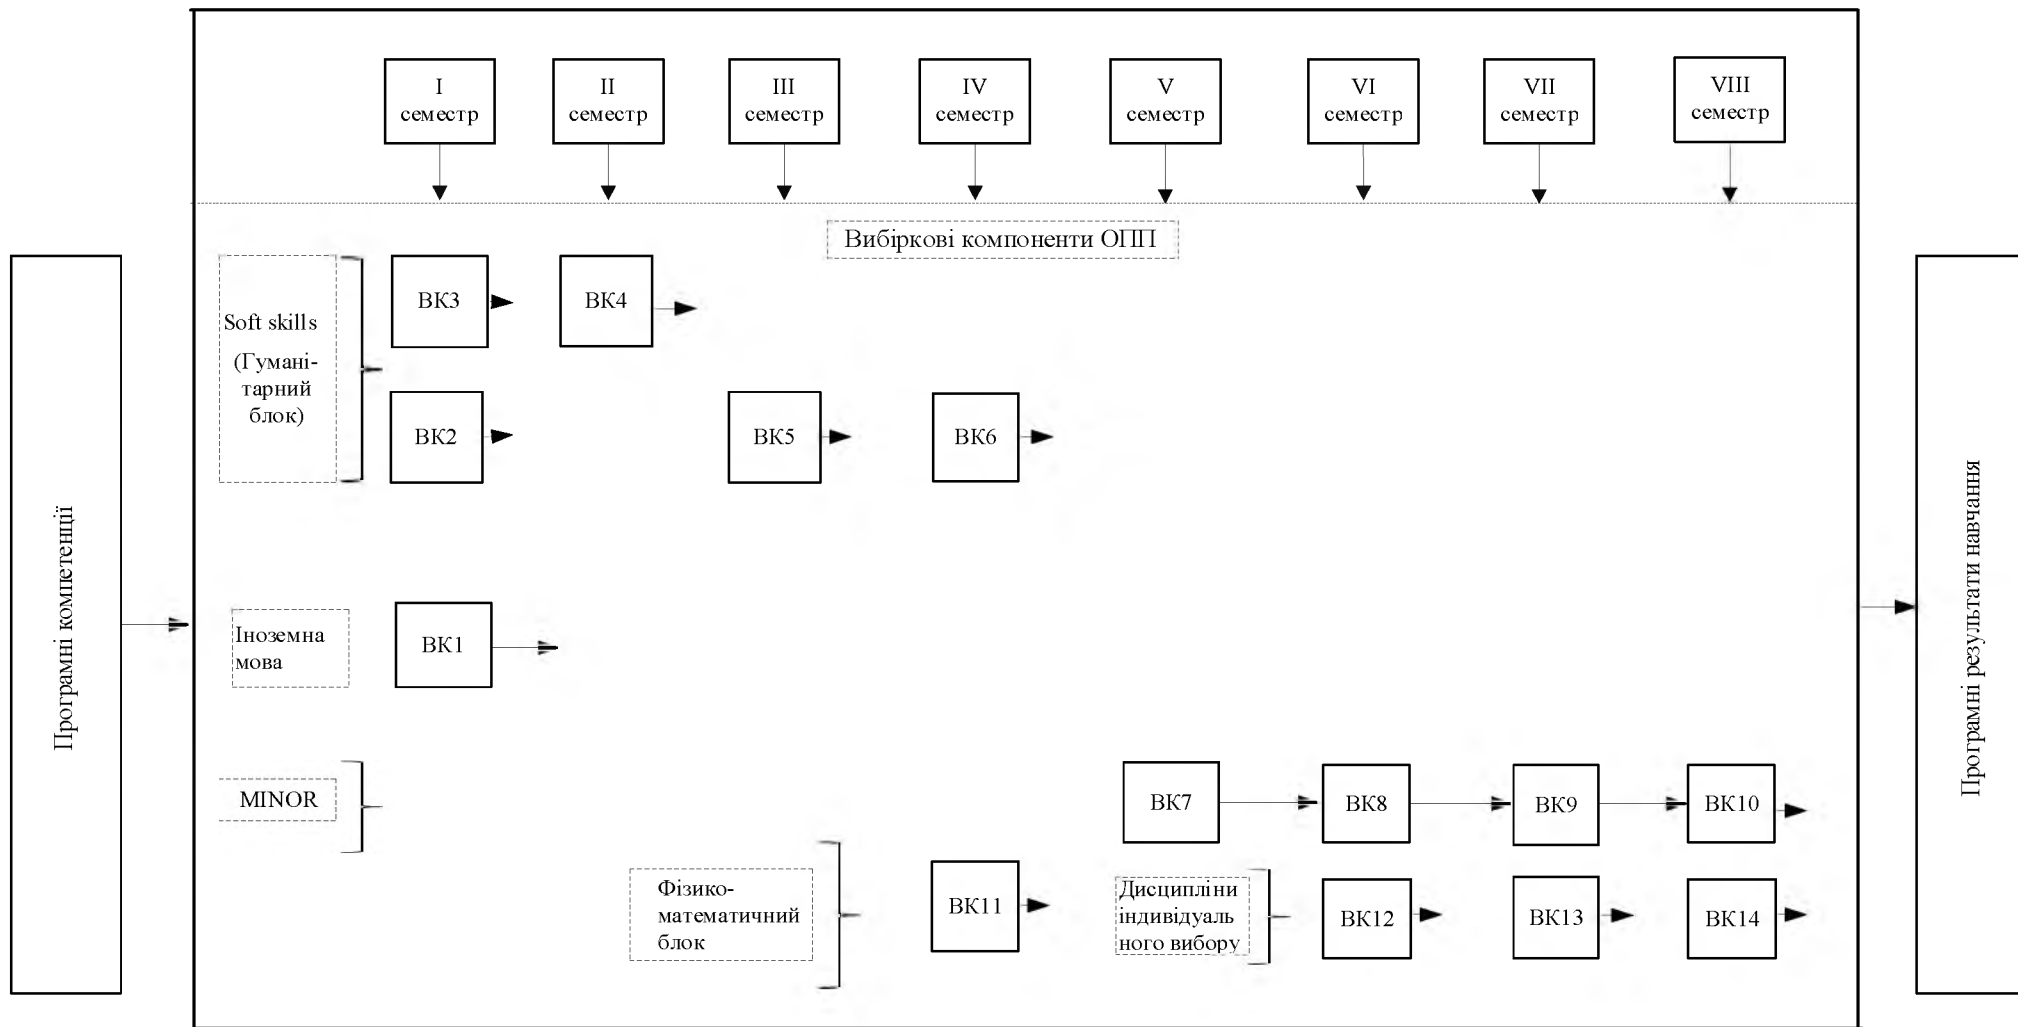 I
семестр
II
семестр
III
семестр
IV
семестр
V
семестр
VI
семестр
VII
семестр
VIII
семестр
Вибіркові компоненти ОПП
Програмні компетенції
Soft skills
(Гумані-
тарний
блок)
ВК3
ВК4
ВК2
ВК5
ВК6
Іноземна
мова
ВК1
MINOR
ВК7
ВК8
ВК9
ВК10
Фізико-
математичний
блок
ВК11
Дисципліни
індивідуаль
ного вибору
ВК12
ВК13
ВК14
Програмні результати навчання